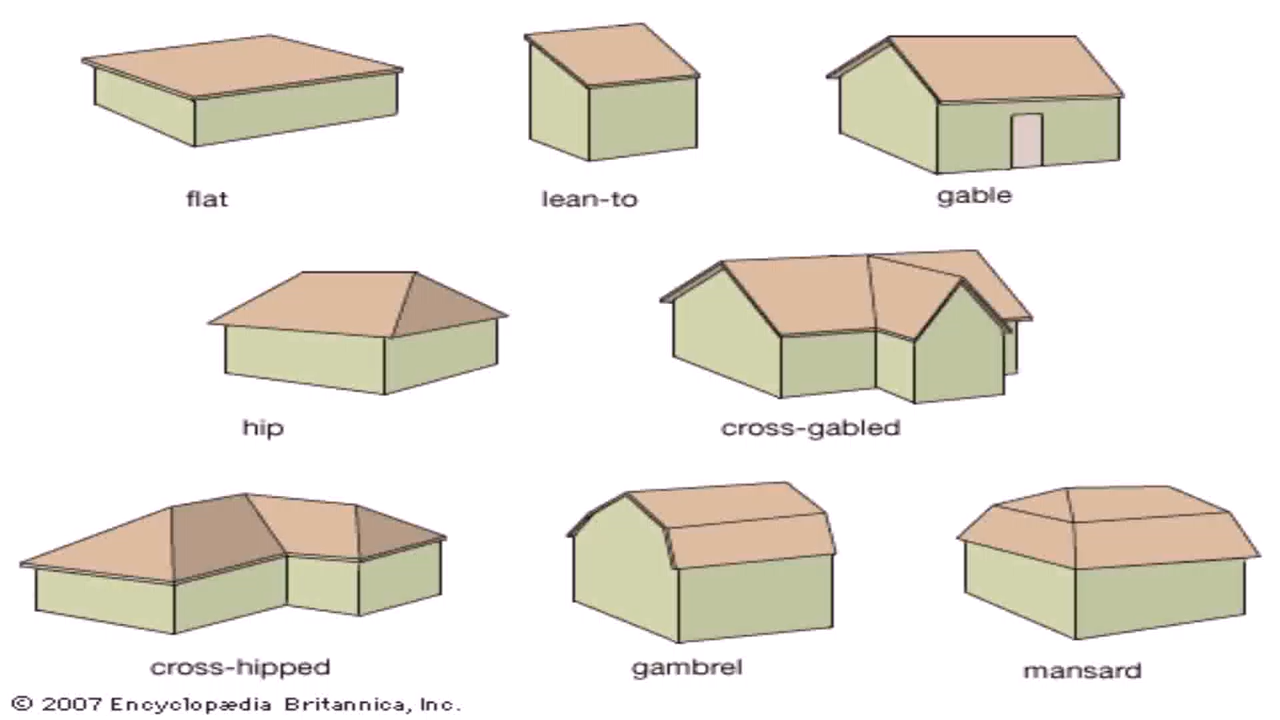 flat
lean-to
gable
hip
cross-gabled
cross-hipped
gambrel
mansard
© 2007 Encyclopædia Britannica, Inc.